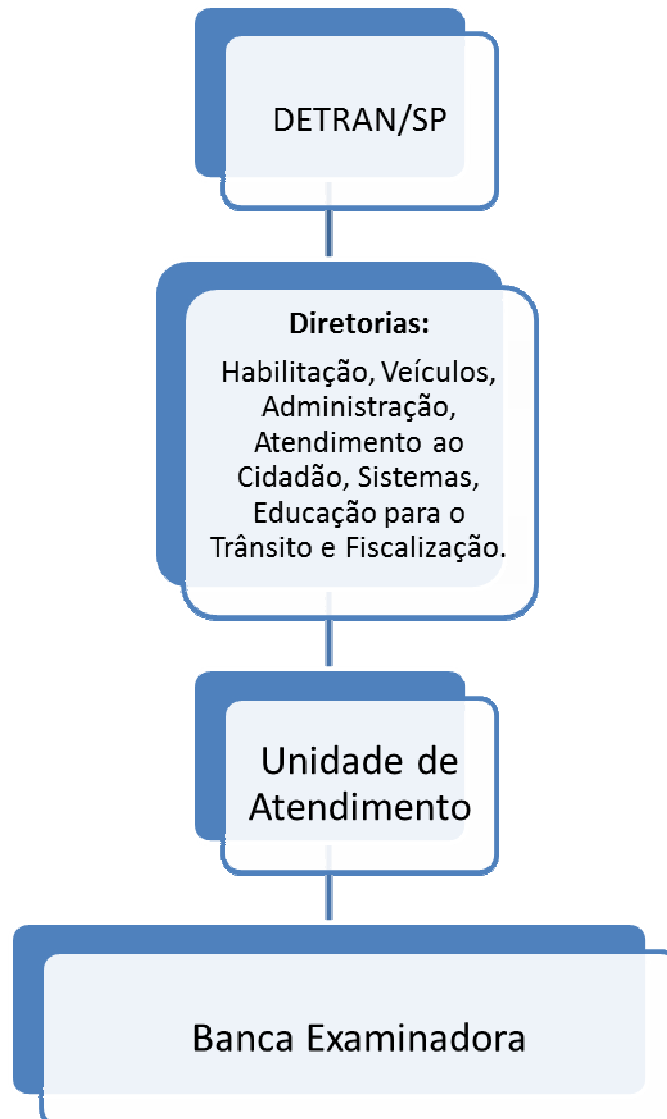 DETRAN/SP
Diretorias:
Habilitação, Veículos,
Administração,
Atendimento ao
Cidadão, Sistemas,
Educação para o
Trânsito e Fiscalização.
Unidade de
Atendimento
Banca Examinadora